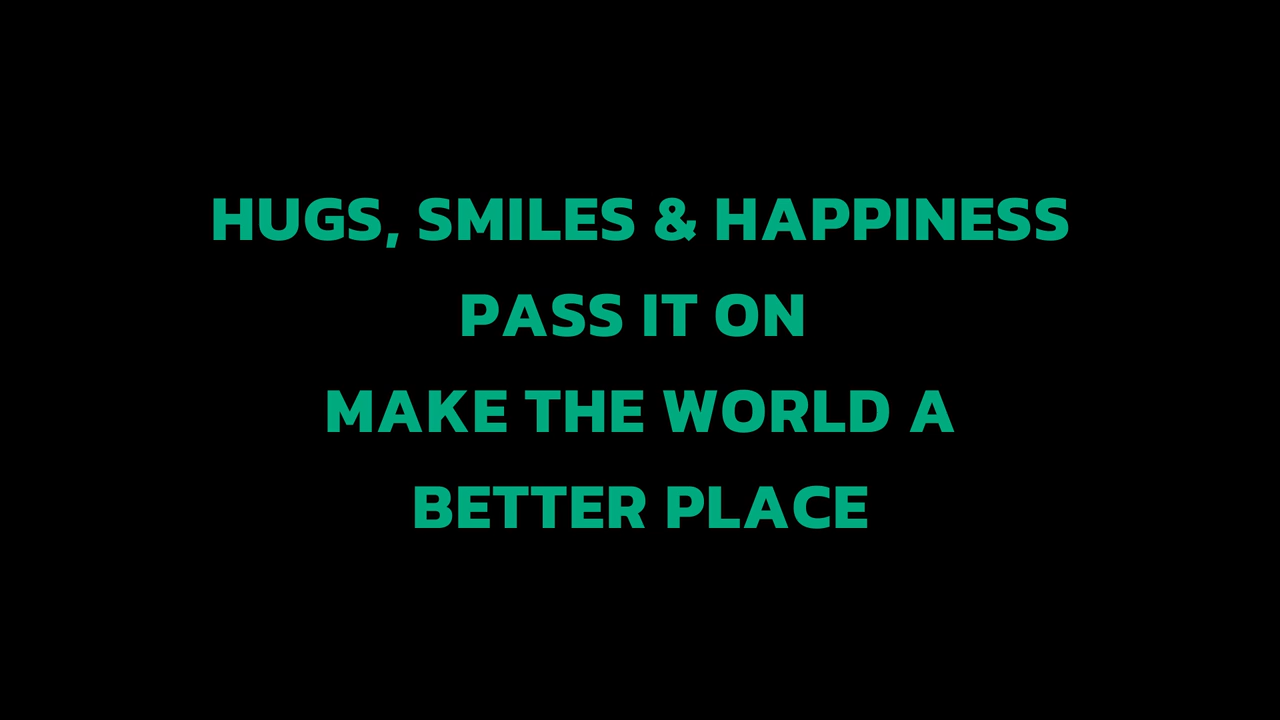 HUGS, SMILES & HAPPINESS
PASS IT ON
MAKE THE WORLD A
BETTER PLACE